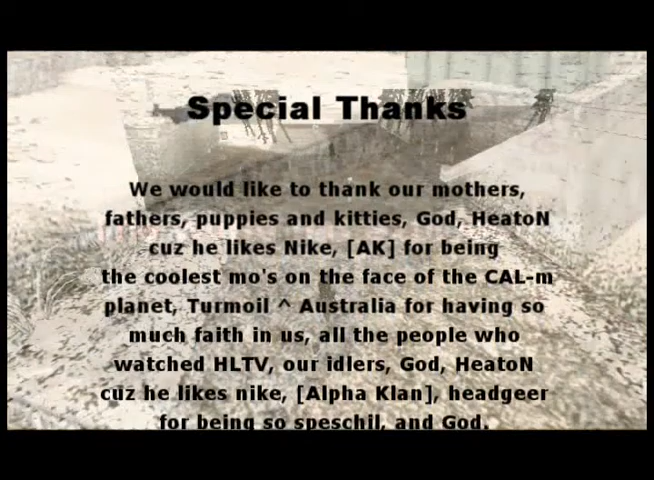 Special Thanks
We would like to thank our mothers,
fathers, puppies and kitties, God, HeatoN
cuz he likes Nike, [AK] for being
the coolest mo's on the face of the CAL-m
planet, Turmoil ^ Australia for having so
much faith in us, all the people who
watched HLTV, our idlers, God, HeatoN
cuz he likes nike, [Alpha Klan], headgeer
for being so speschil, and God.